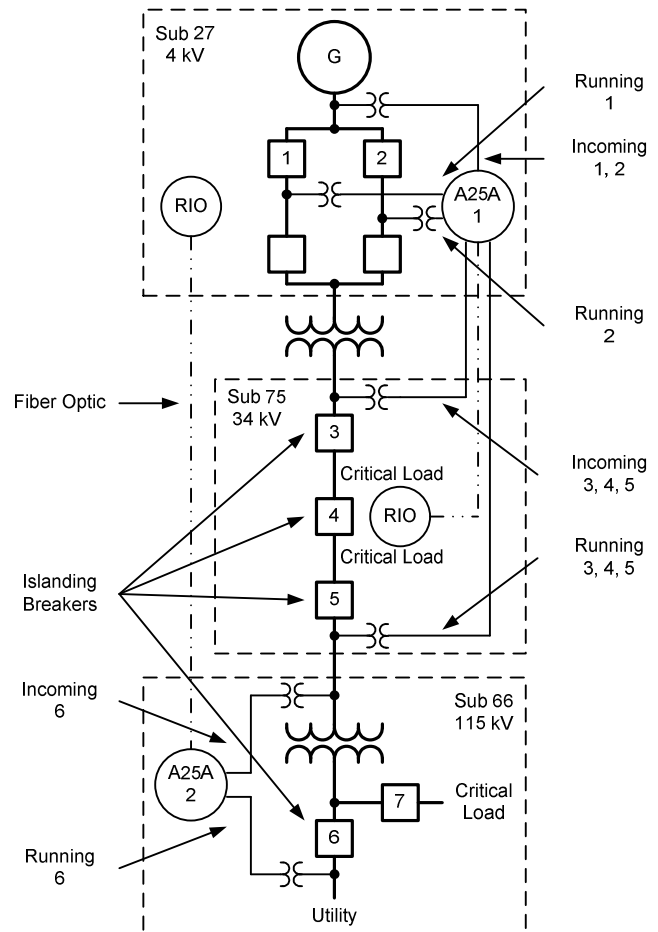 Sub 27
4 kV
G
Running
1
1
2
Incoming
1, 2
RIO
A25A
1
Running
2
Fiber Optic
Sub 75
34 kV
3
Critical Load
Incoming
3, 4, 5
4
RIO
Critical Load
Running
3, 4, 5
Islanding
Breakers
5
Incoming
6
Sub 66
115 kV
A25A
2
7
Critical
Load
6
Running
6
Utility